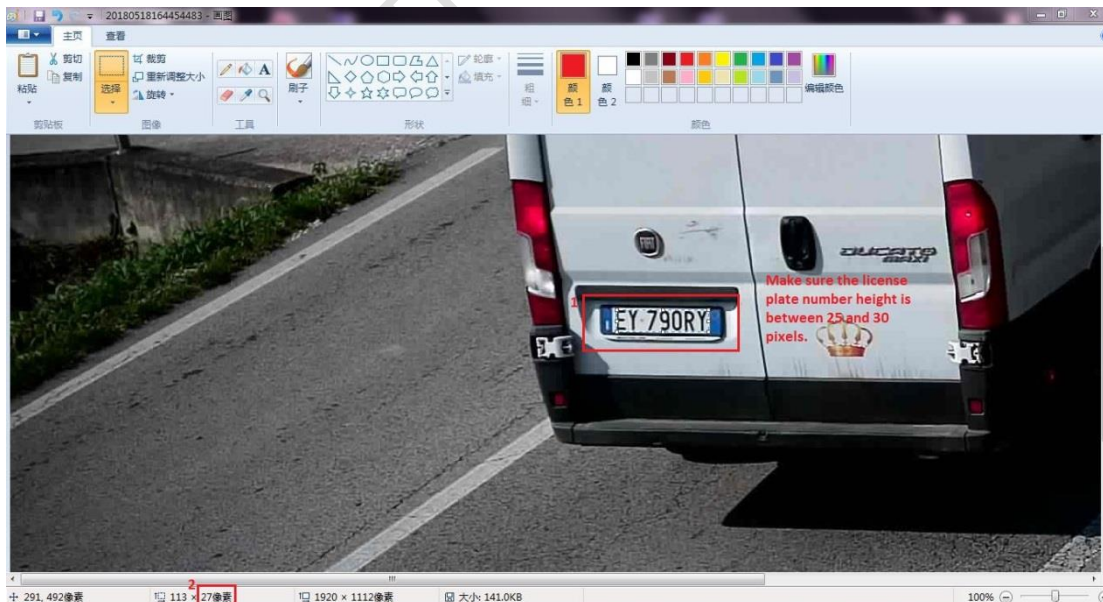 20180518164454483 - 画图
主页 查看
粘贴
剪切
复制
剪贴板
选择
裁剪
重新调整大小
旋转
图像
A
工具
刷子
轮廓
填充
形状
粗细
颜色 1
颜色 2
编辑颜色
颜色
FIAT
DUCATO
MAXI
1
EY 790RY
Make sure the license
plate number height is
between 25 and 30
pixels.
2
291, 492像素 113 × 27像素 1920 × 1112像素 大小: 141.0KB 100%